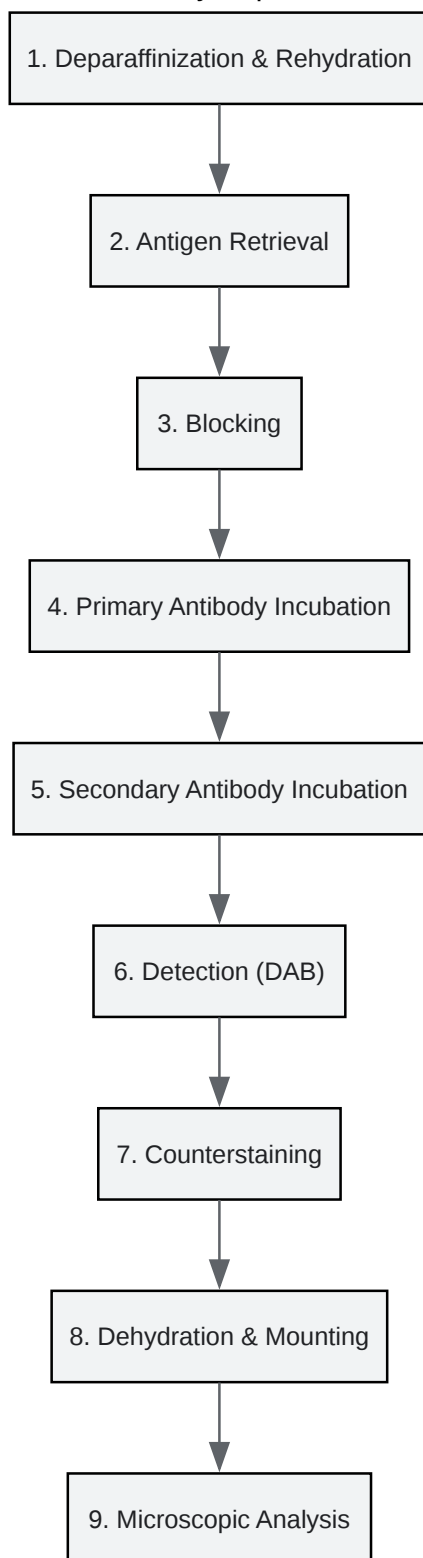 1. Deparaffinization & Rehydration
2. Antigen Retrieval
3. Blocking
4. Primary Antibody Incubation
5. Secondary Antibody Incubation
6. Detection (DAB)
7. Counterstaining
8. Dehydration & Mounting
9. Microscopic Analysis